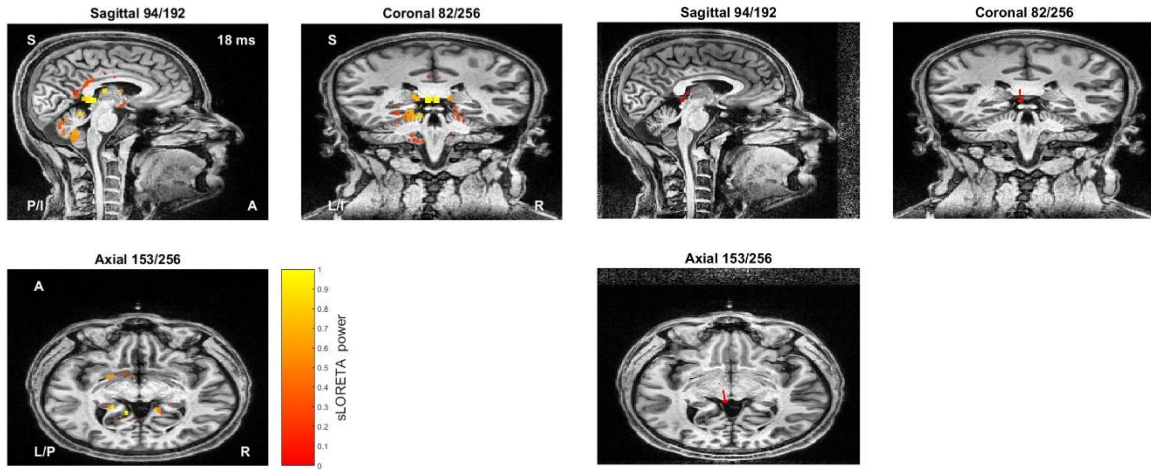 Sagittal 94/192
Coronal 82/256
Sagittal 94/192
Coronal 82/256
S
18 ms
S
P/I
A
L/I
R
Axial 153/256
Axial 153/256
A
L/P
R
1
0.9
0.8
0.7
0.6
0.5
0.4
0.3
0.2
0.1
0
sLORETA power